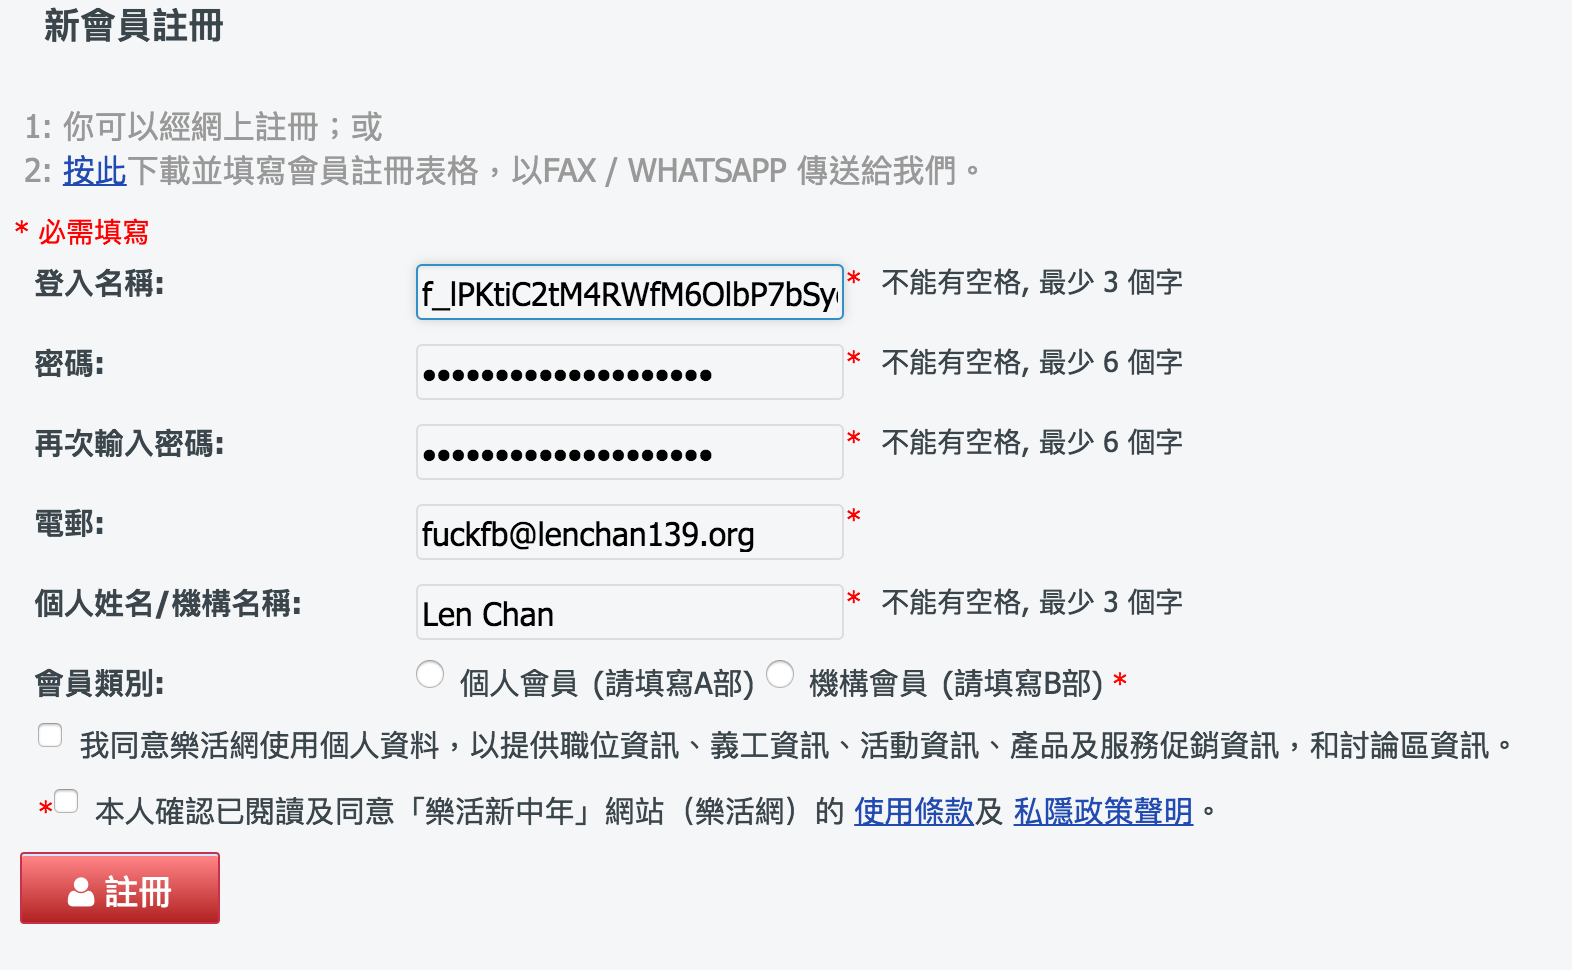 新會員註冊
1: 你可以經網上註冊；或
2: 按此下載並填寫會員註冊表格，以FAX / WHATSAPP 傳送給我們。
* 必需填寫
登入名稱: f_lPKtiC2tM4RWfM6OlbP7bSy * 不能有空格, 最少 3 個字
密碼: •••••••••••••••••••• * 不能有空格, 最少 6 個字
再次輸入密碼: •••••••••••••••••••• * 不能有空格, 最少 6 個字
電郵: fuckfb@lenchan139.org *
個人姓名/機構名稱: Len Chan * 不能有空格, 最少 3 個字
會員類別: 個人會員 (請填寫A部) 機構會員 (請填寫B部) *
我同意樂活網使用個人資料，以提供職位資訊、義工資訊、活動資訊、產品及服務促銷資訊，和討論區資訊。
* 本人確認已閱讀及同意「樂活新中年」網站（樂活網）的 使用條款及 私隱政策聲明。
註冊